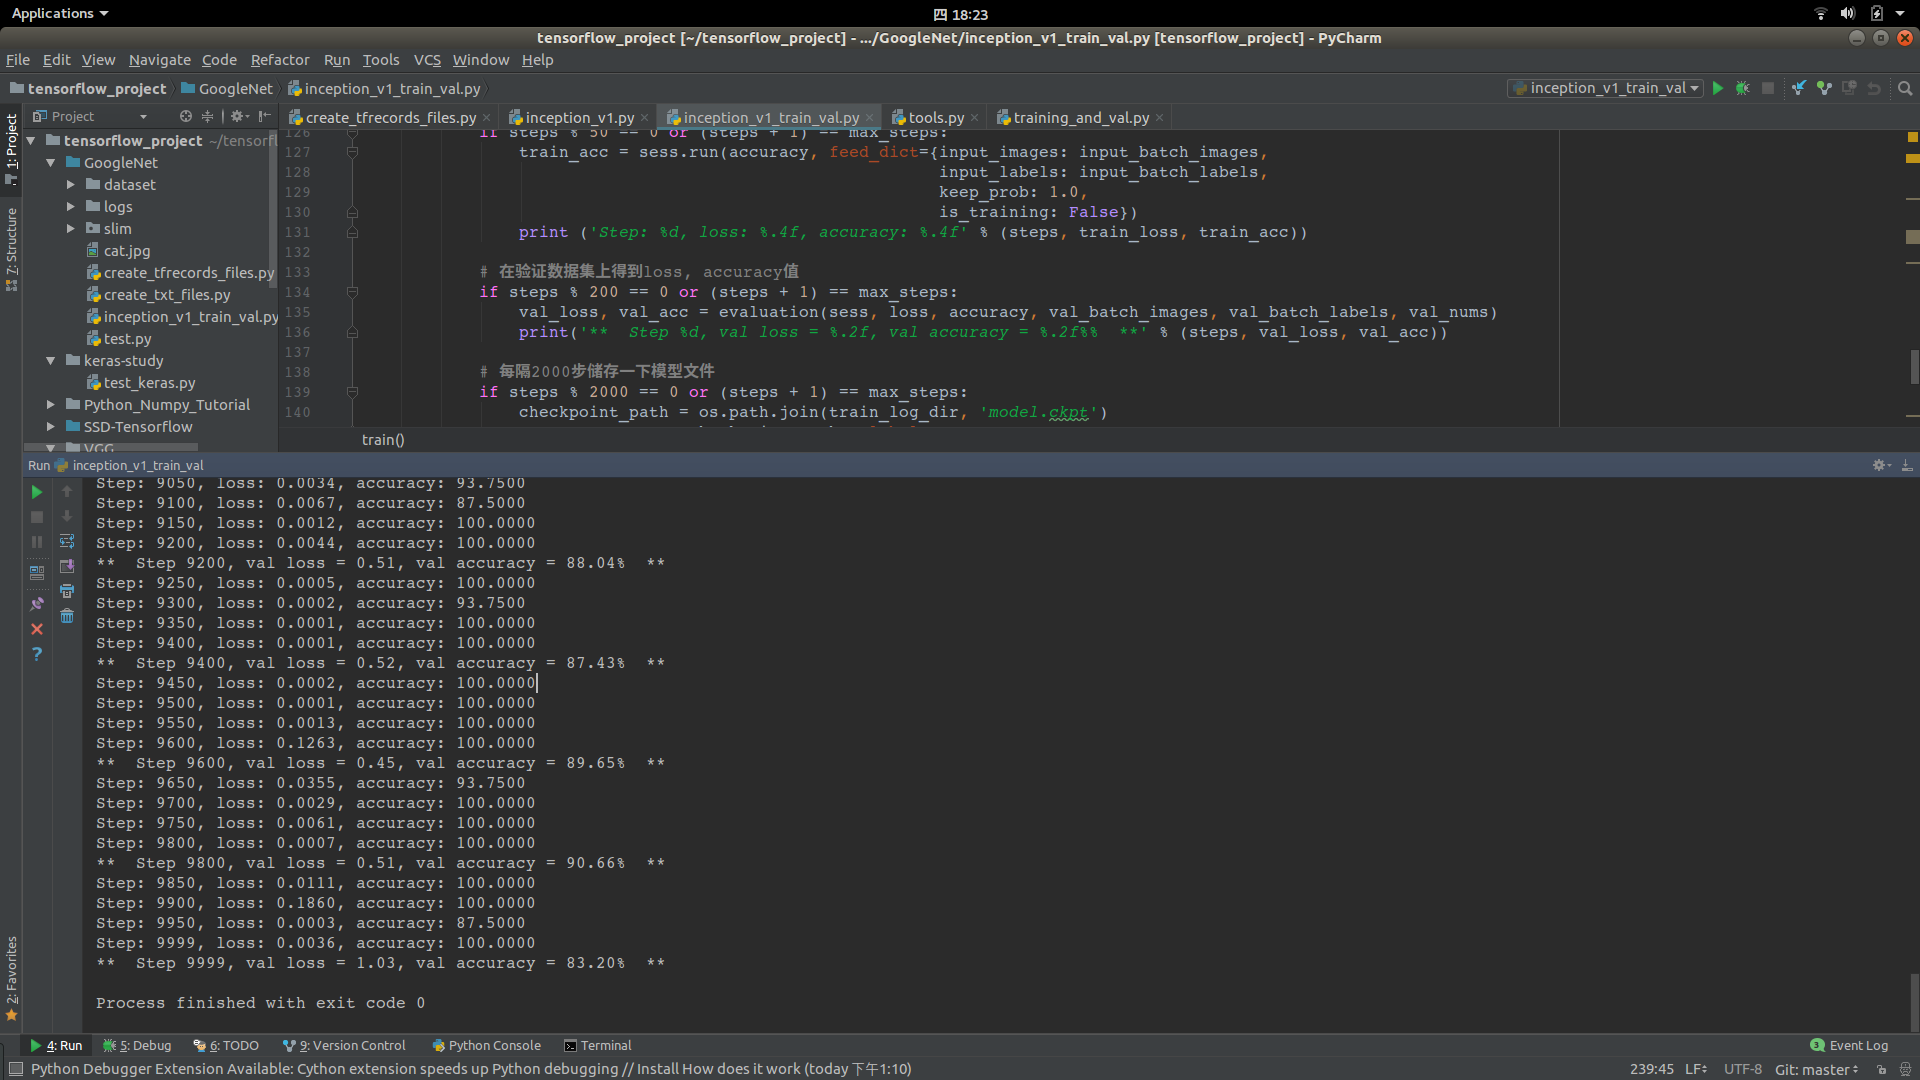 Applications
四 18:23
tensorflow_project [~/tensorflow_project] - .../GoogleNet/inception_v1_train_val.py [tensorflow_project] - PyCharm
File Edit View Navigate Code Refactor Run Tools VCS Window Help
tensorflow_project GoogleNet inception_v1_train_val.py
inception_v1_train_val
1: Project
7: Structure
2: Favorites
Project
tensorflow_project ~/tensorfl
GoogleNet
dataset
logs
slim
cat.jpg
create_tfrecords_files.py
create_txt_files.py
inception_v1_train_val.py
test.py
keras-study
test_keras.py
Python_Numpy_Tutorial
SSD-Tensorflow
VGG
create_tfrecords_files.py inception_v1.py inception_v1_train_val.py tools.py training_and_val.py
126 if steps % 50 == 0 or (steps + 1) == max_steps:
127 train_acc = sess.run(accuracy, feed_dict={input_images: input_batch_images,
128 input_labels: input_batch_labels,
129 keep_prob: 1.0,
130 is_training: False})
131 print ('Step: %d, loss: %.4f, accuracy: %.4f' % (steps, train_loss, train_acc))
132
133 # 在验证数据集上得到loss, accuracy值
134 if steps % 200 == 0 or (steps + 1) == max_steps:
135 val_loss, val_acc = evaluation(sess, loss, accuracy, val_batch_images, val_batch_labels, val_nums)
136 print('** Step %d, val loss = %.2f, val accuracy = %.2f%% **' % (steps, val_loss, val_acc))
137
138 # 每隔2000步储存一下模型文件
139 if steps % 2000 == 0 or (steps + 1) == max_steps:
140 checkpoint_path = os.path.join(train_log_dir, 'model.ckpt')
train()
Run inception_v1_train_val
Step: 9050, loss: 0.0034, accuracy: 93.7500
Step: 9100, loss: 0.0067, accuracy: 87.5000
Step: 9150, loss: 0.0012, accuracy: 100.0000
Step: 9200, loss: 0.0044, accuracy: 100.0000
** Step 9200, val loss = 0.51, val accuracy = 88.04% **
Step: 9250, loss: 0.0005, accuracy: 100.0000
Step: 9300, loss: 0.0002, accuracy: 93.7500
Step: 9350, loss: 0.0001, accuracy: 100.0000
Step: 9400, loss: 0.0001, accuracy: 100.0000
** Step 9400, val loss = 0.52, val accuracy = 87.43% **
Step: 9450, loss: 0.0002, accuracy: 100.0000
Step: 9500, loss: 0.0001, accuracy: 100.0000
Step: 9550, loss: 0.0013, accuracy: 100.0000
Step: 9600, loss: 0.1263, accuracy: 100.0000
** Step 9600, val loss = 0.45, val accuracy = 89.65% **
Step: 9650, loss: 0.0355, accuracy: 93.7500
Step: 9700, loss: 0.0029, accuracy: 100.0000
Step: 9750, loss: 0.0061, accuracy: 100.0000
Step: 9800, loss: 0.0007, accuracy: 100.0000
** Step 9800, val loss = 0.51, val accuracy = 90.66% **
Step: 9850, loss: 0.0111, accuracy: 100.0000
Step: 9900, loss: 0.1860, accuracy: 100.0000
Step: 9950, loss: 0.0003, accuracy: 87.5000
Step: 9999, loss: 0.0036, accuracy: 100.0000
** Step 9999, val loss = 1.03, val accuracy = 83.20% **
Process finished with exit code 0
4: Run 5: Debug 6: TODO 9: Version Control Python Console Terminal 3 Event Log
Python Debugger Extension Available: Cython extension speeds up Python debugging // Install How does it work (today 下午1:10) 239:45 LF UTF-8 Git: master